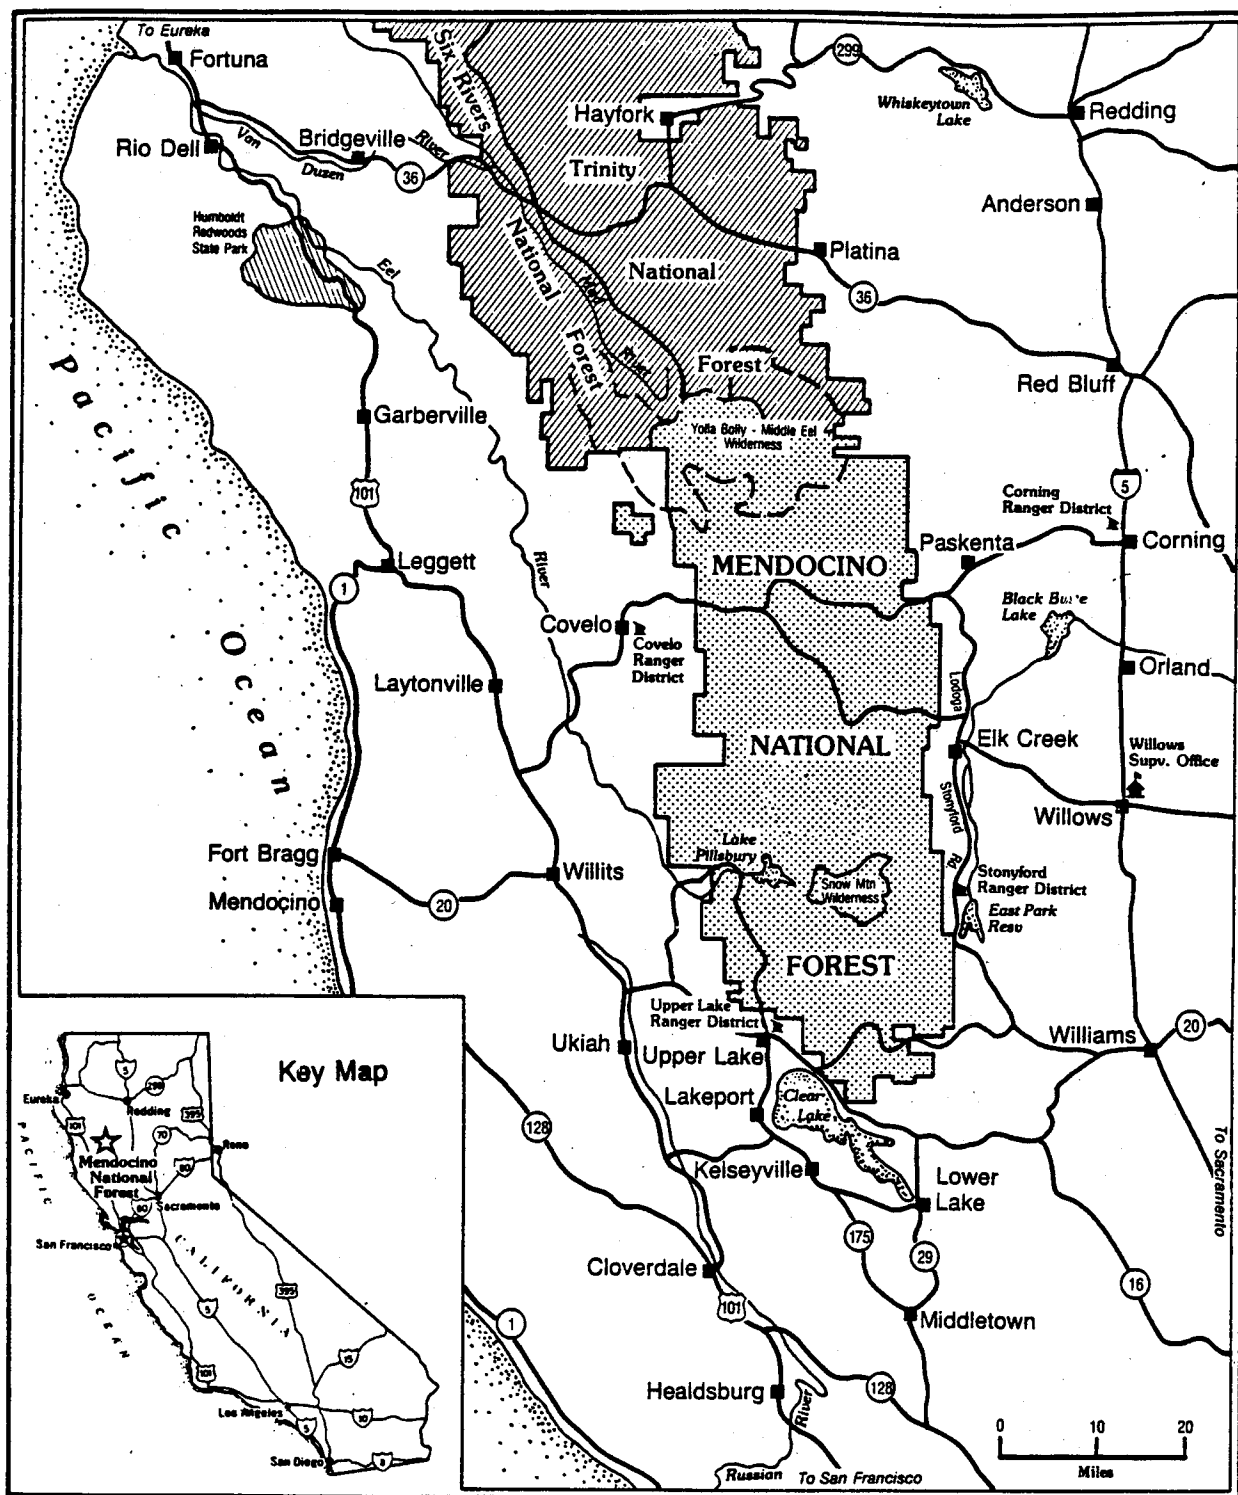 To Eureka
Fortuna
299
Whiskeytown
Lake
Redding
Six Rivers
Hayfork
Rio Dell
Van
Duzen
Bridgeville
River
36
Trinity
Anderson
Humboldt
Redwoods
State Park
National
Forest
National
Forest
Platina
36
Eel
Mad
River
Red Bluff
Pacific
Ocean
Garberville
Yolla Bolly - Middle Eel
Wilderness
101
5
Corning
Ranger District
Corning
Paskenta
MENDOCINO
Leggett
1
River
Black Butte
Lake
Covelo
Covelo
Ranger
District
Laytonville
Orland
Lodoga
NATIONAL
Elk Creek
Willows
Supv. Office
Stonyford
Rd.
Willows
Fort Bragg
Willits
Lake
Pillsbury
Snow Mtn
Wilderness
Stonyford
Ranger District
Mendocino
20
East Park
Resv
FOREST
Upper Lake
Ranger District
Ukiah
Upper Lake
Williams
20
Lakeport
Clear
Lake
128
Kelseyville
Lower
Lake
To Sacramento
175
29
16
Cloverdale
101
Middletown
1
Healdsburg
128
River
Russian
To San Francisco
0 10 20
Miles
Key Map
5
299
Eureka
Redding
395
101
70
Reno
Mendocino
National
Forest
80
80
Sacramento
San Francisco
PACIFIC
OCEAN
CALIFORNIA
395
5
15
101
Los Angeles
10
5
San Diego
8